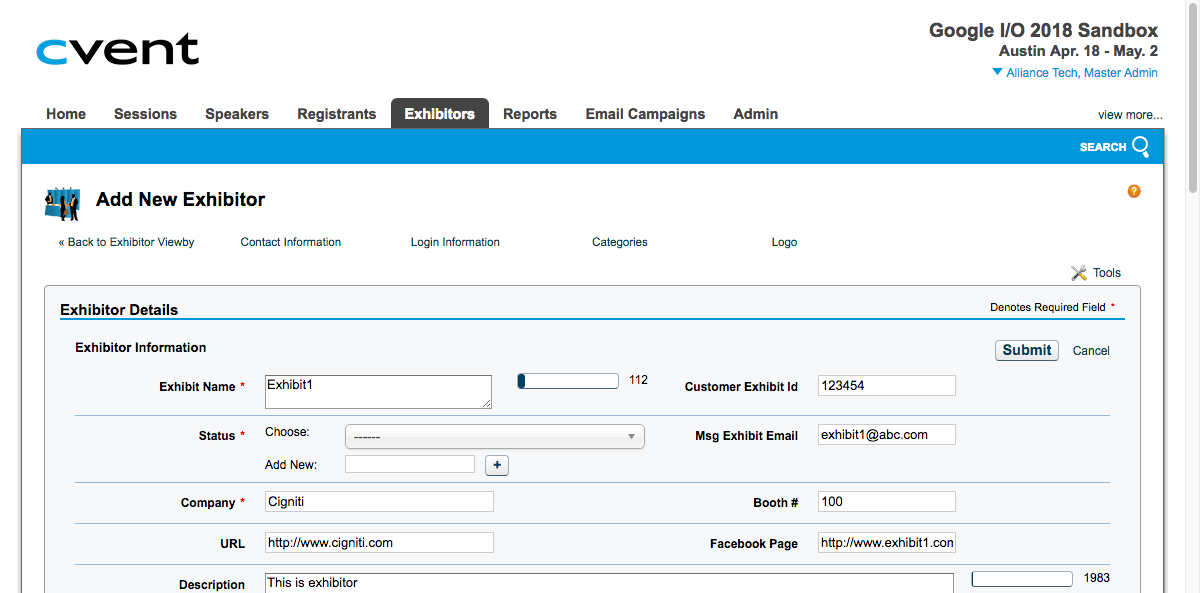 cvent
Google I/O 2018 Sandbox
Austin Apr. 18 - May. 2
Alliance Tech, Master Admin
Home Sessions Speakers Registrants Exhibitors Reports Email Campaigns Admin view more...
SEARCH
Add New Exhibitor
?
« Back to Exhibitor Viewby Contact Information Login Information Categories Logo
Tools
Exhibitor Details Denotes Required Field *
Exhibitor Information Submit Cancel
Exhibit Name * Exhibit1 112 Customer Exhibit Id 123454
Status * Choose: ------ Msg Exhibit Email exhibit1@abc.com
Add New: +
Company * Cigniti Booth # 100
URL http://www.cigniti.com Facebook Page http://www.exhibit1.con
Description This is exhibitor 1983